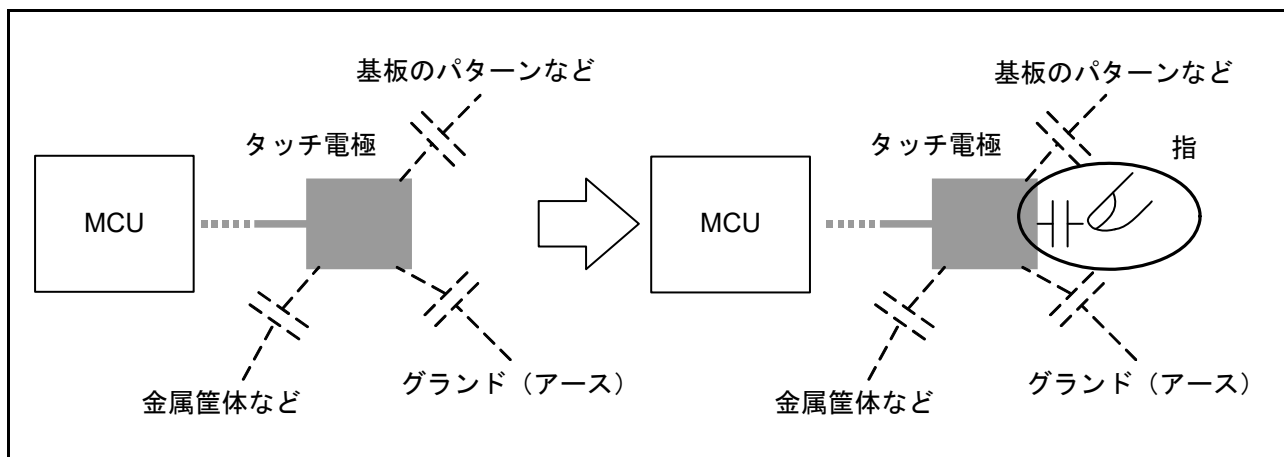 基板のパターンなど
タッチ電極
MCU
金属筐体など
グランド（アース）
基板のパターンなど
タッチ電極
指
MCU
金属筐体など
グランド（アース）